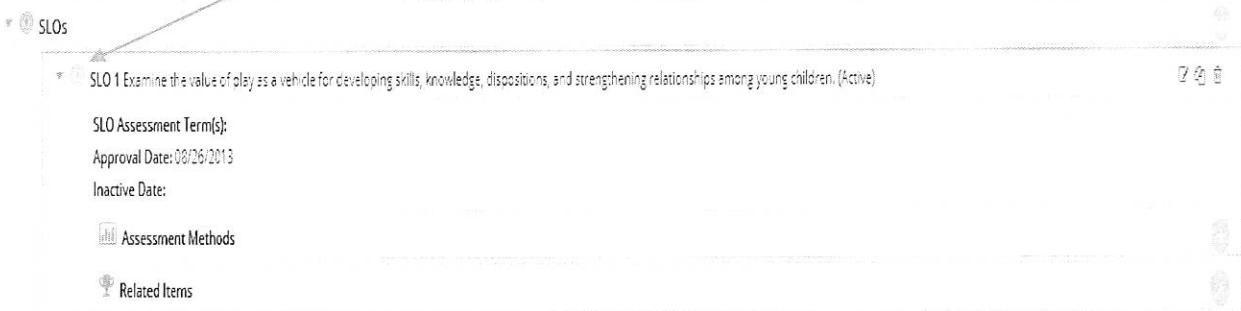 SLOs
SLO 1 Examine the value of play as a vehicle for developing skills, knowledge, dispositions, and strengthening relationships among young children. (Active)
SLO Assessment Term(s):
Approval Date: 08/26/2013
Inactive Date:
Assessment Methods
Related Items